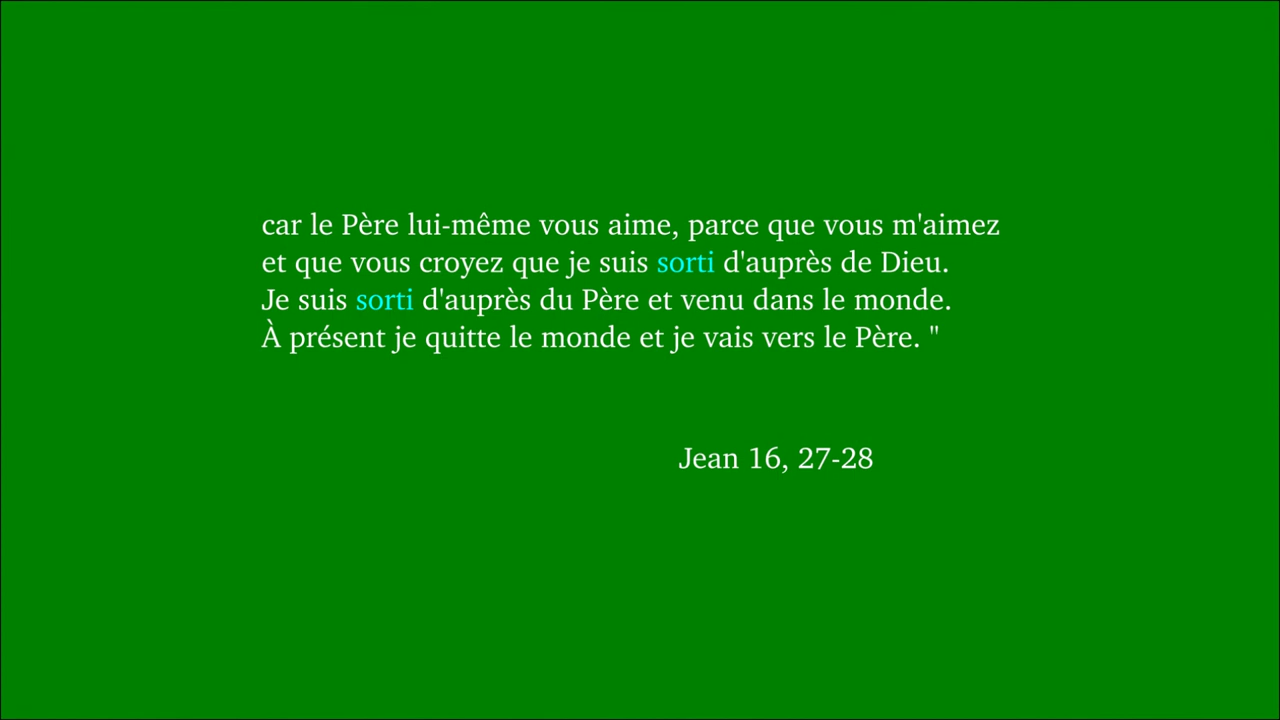 car le Père lui-même vous aime, parce que vous m'aimez
et que vous croyez que je suis sorti d'auprès de Dieu.
Je suis sorti d'auprès du Père et venu dans le monde.
À présent je quitte le monde et je vais vers le Père. "
Jean 16, 27-28